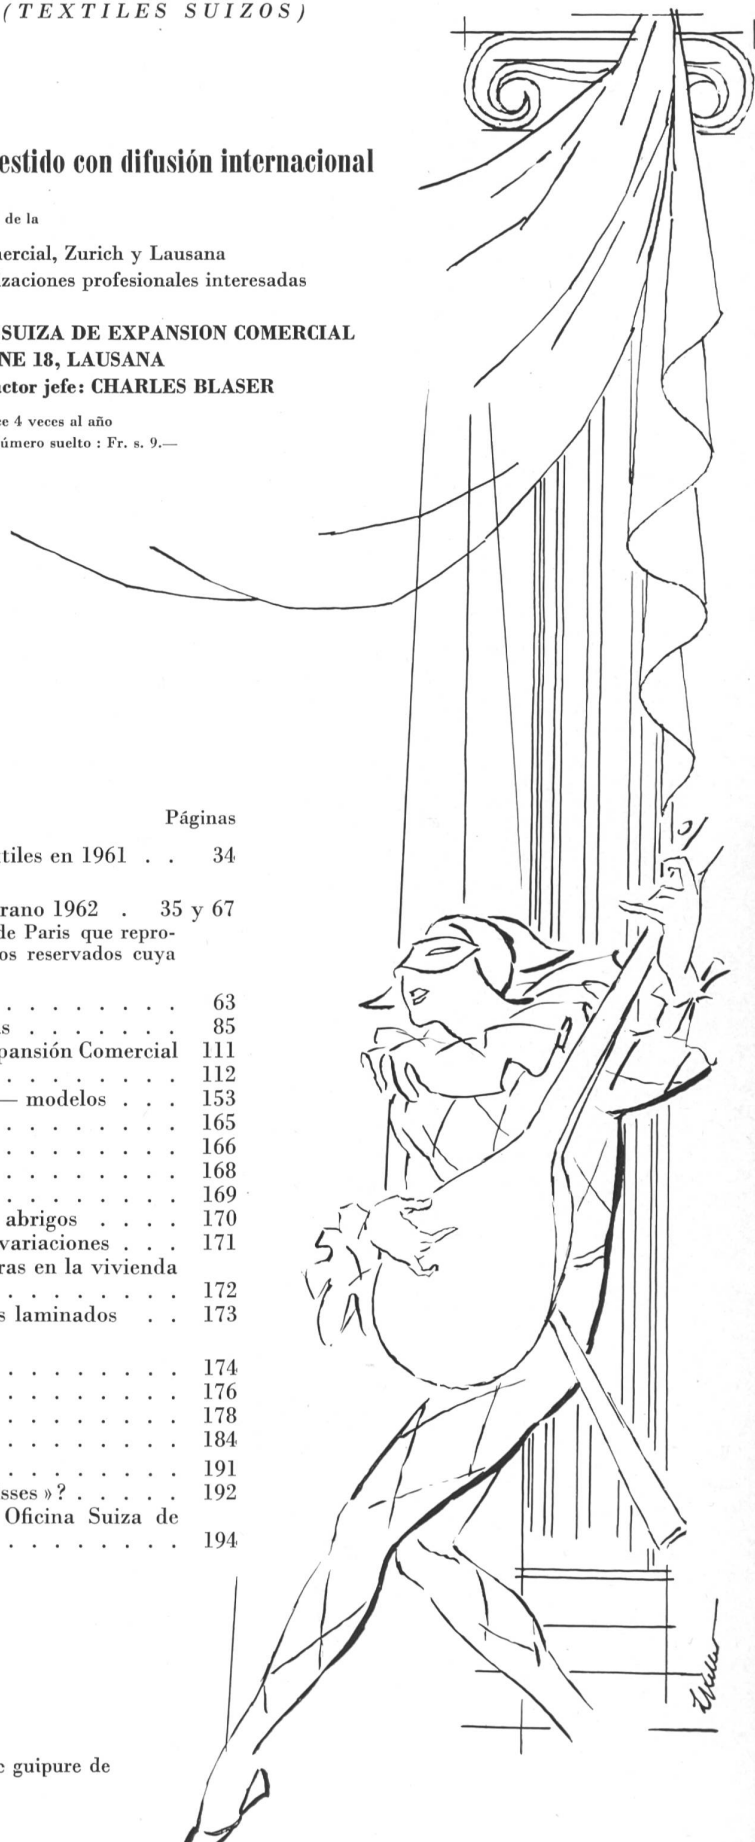 (TEXTILES SUIZOS)
estido con difusión internacional
de la
ercial, Zurich y Lausana
zaciones profesionales interesadas
SUIZA DE EXPANSION COMERCIAL
NE 18, LAUSANA
ctor jefe: CHARLES BLASER
e 4 veces al año
úmero suelto : Fr. s. 9.—
Páginas
tiles en 1961 . . 34
rano 1962 . 35 y 67
de Paris que repro-
os reservados cuya
. . . . . . . . 63
s . . . . . . . 85
pansión Comercial 111
. . . . . . . . 112
— modelos . . . 153
. . . . . . . . 165
. . . . . . . . 166
. . . . . . . . 168
. . . . . . . . 169
abrigos . . . . 170
variaciones . . . 171
ras en la vivienda
. . . . . . . . 172
s laminados . . 173
. . . . . . . . 174
. . . . . . . . 176
. . . . . . . . 178
. . . . . . . . 184
. . . . . . . . 191
sses »? . . . . . 192
Oficina Suiza de
. . . . . . . . 194
c guipure de